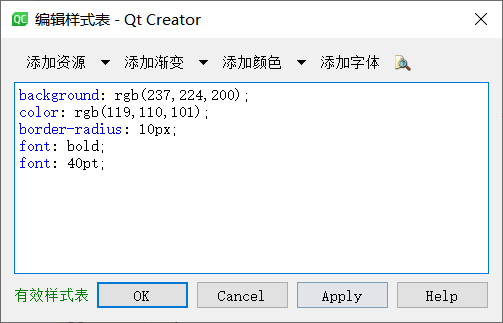 QC 编辑样式表 - Qt Creator
添加资源 添加渐变 添加颜色 添加字体
background: rgb(237,224,200);
color: rgb(119,110,101);
border-radius: 10px;
font: bold;
font: 40pt;
有效样式表 OK Cancel Apply Help